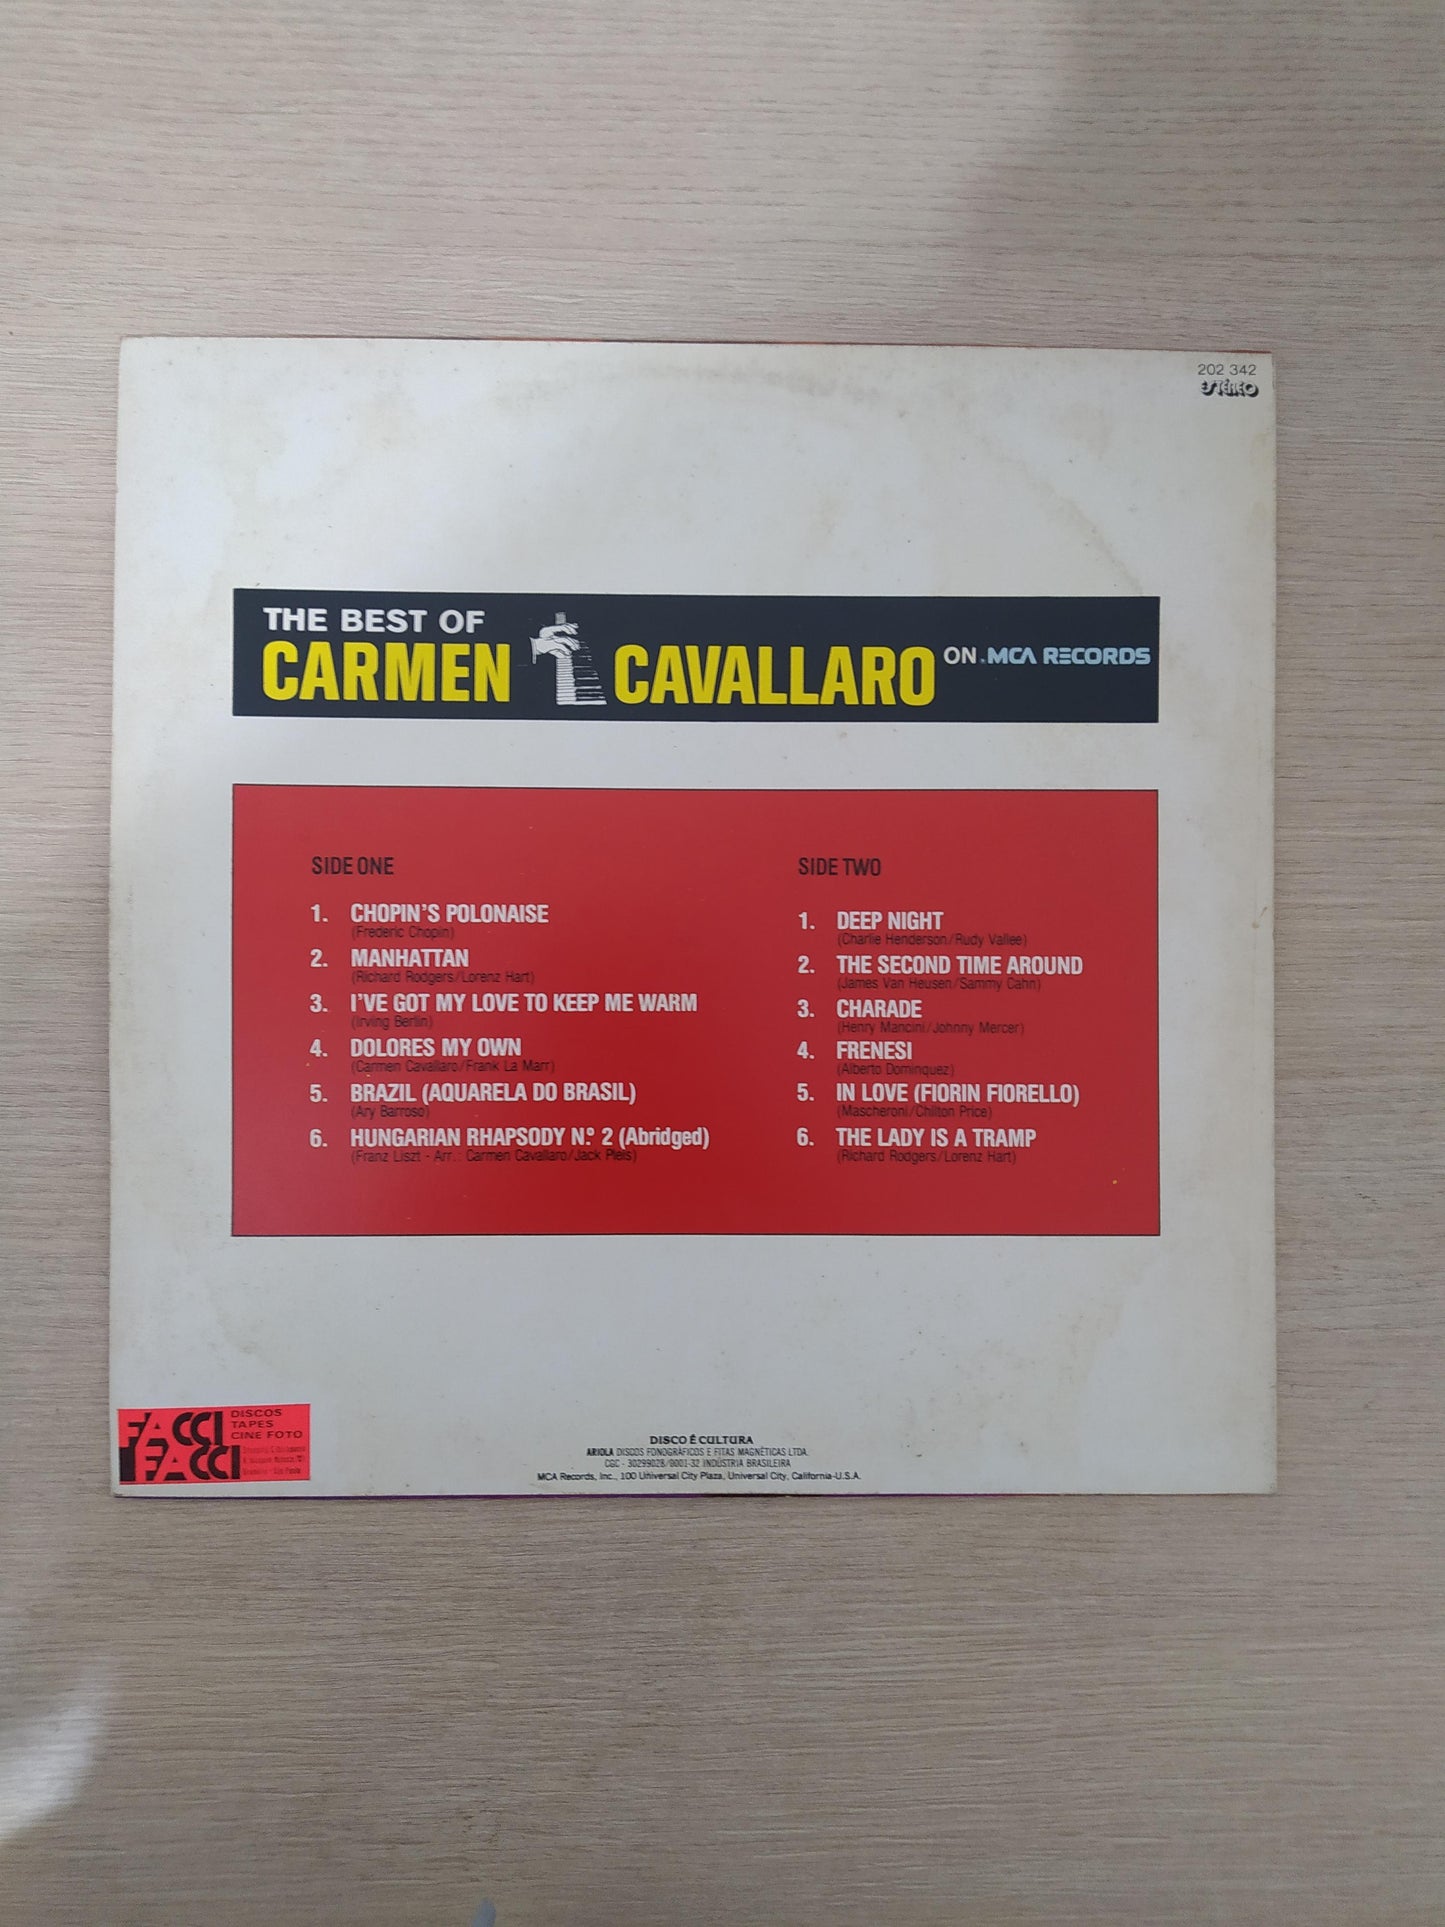 202 342
ESTÉREO
THE BEST OF
CARMEN CAVALLARO ON MCA RECORDS
SIDE ONE
1. CHOPIN'S POLONAISE
(Frederic Chopin)
2. MANHATTAN
(Richard Rodgers/Lorenz Hart)
3. I'VE GOT MY LOVE TO KEEP ME WARM
(Irving Berlin)
4. DOLORES MY OWN
(Carmen Cavallaro/Frank La Marr)
5. BRAZIL (AQUARELA DO BRASIL)
(Ary Barroso)
6. HUNGARIAN RHAPSODY N.º 2 (Abridged)
(Franz Liszt - Arr.: Carmen Cavallaro/Jack Pleis)
SIDE TWO
1. DEEP NIGHT
(Charlie Henderson/Rudy Vallee)
2. THE SECOND TIME AROUND
(James Van Heusen/Sammy Cahn)
3. CHARADE
(Henry Mancini/Johnny Mercer)
4. FRENESI
(Alberto Dominquez)
5. IN LOVE (FIORIN FIORELLO)
(Mascheroni/Chilton Price)
6. THE LADY IS A TRAMP
(Richard Rodgers/Lorenz Hart)
FACCI
FACCI
DISCOS
TAPES
CINE FOTO
DISCO É CULTURA
ARIOLA DISCOS FONOGRÁFICOS E FITAS MAGNÉTICAS LTDA.
CGC - 30299028/0001-32 INDÚSTRIA BRASILEIRA
MCA Records, Inc., 100 Universal City Plaza, Universal City, California-U.S.A.